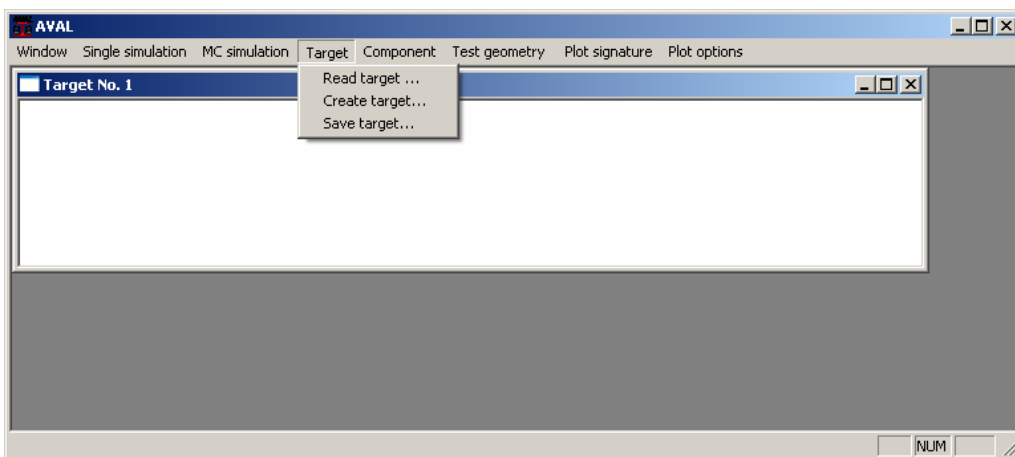 AVAL
Window Single simulation MC simulation Target Component Test geometry Plot signature Plot options
Target No. 1
Read target ...
Create target...
Save target...
NUM